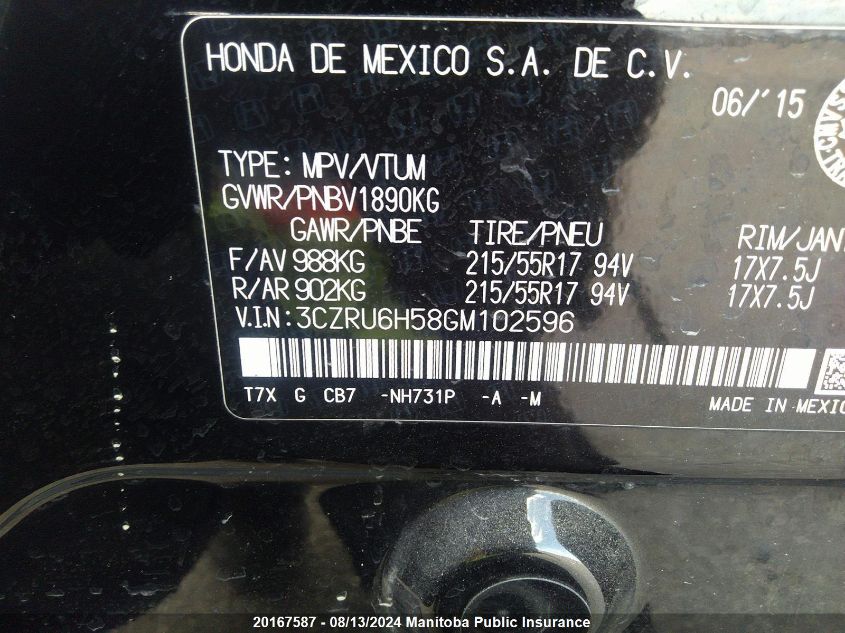 HONDA DE MEXICO S.A. DE C.V.
06/'15
TYPE: MPV/VTUM
GVWR/PNBV1890KG
GAWR/PNBE TIRE/PNEU RIM/JAN
F/AV 988KG 215/55R17 94V 17X7.5J
R/AR 902KG 215/55R17 94V 17X7.5J
V.I.N: 3CZRU6H58GM102596
T7X G CB7 -NH731P -A -M
MADE IN MEXIC
20167587 - 08/13/2024 Manitoba Public Insurance